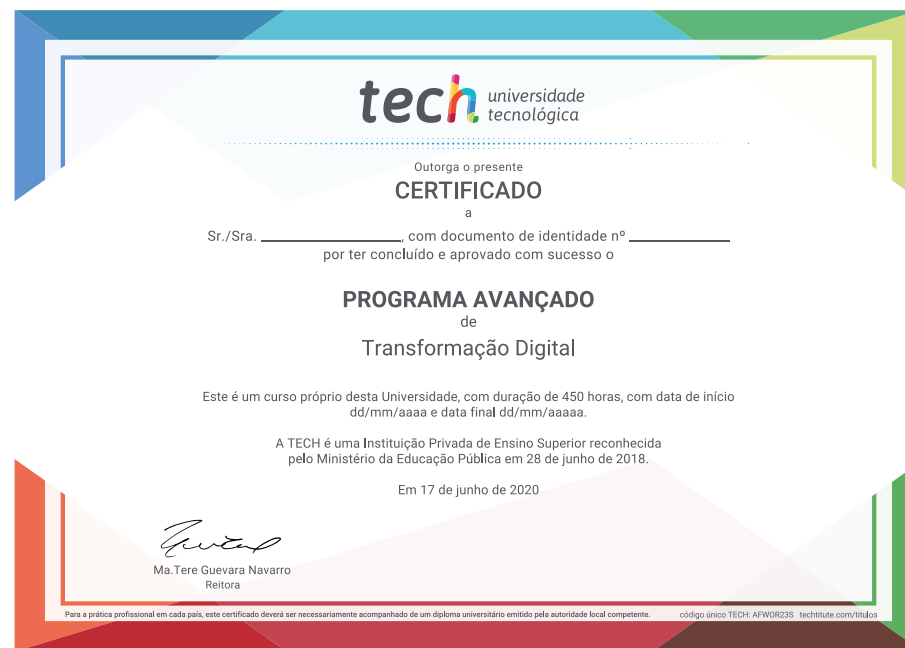 tech universidade
tecnológica
Outorga o presente
CERTIFICADO
a
Sr./Sra. ____________________, com documento de identidade nº ______________
por ter concluído e aprovado com sucesso o
PROGRAMA AVANÇADO
de
Transformação Digital
Este é um curso próprio desta Universidade, com duração de 450 horas, com data de início
dd/mm/aaaa e data final dd/mm/aaaaa.
A TECH é uma Instituição Privada de Ensino Superior reconhecida
pelo Ministério da Educação Pública em 28 de junho de 2018.
Em 17 de junho de 2020
Ma.Tere Guevara Navarro
Reitora
Para a prática profissional em cada país, este certificado deverá ser necessariamente acompanhado de um diploma universitário emitido pela autoridade local competente. código único TECH: AFWOR23S techtitute.com/titulos